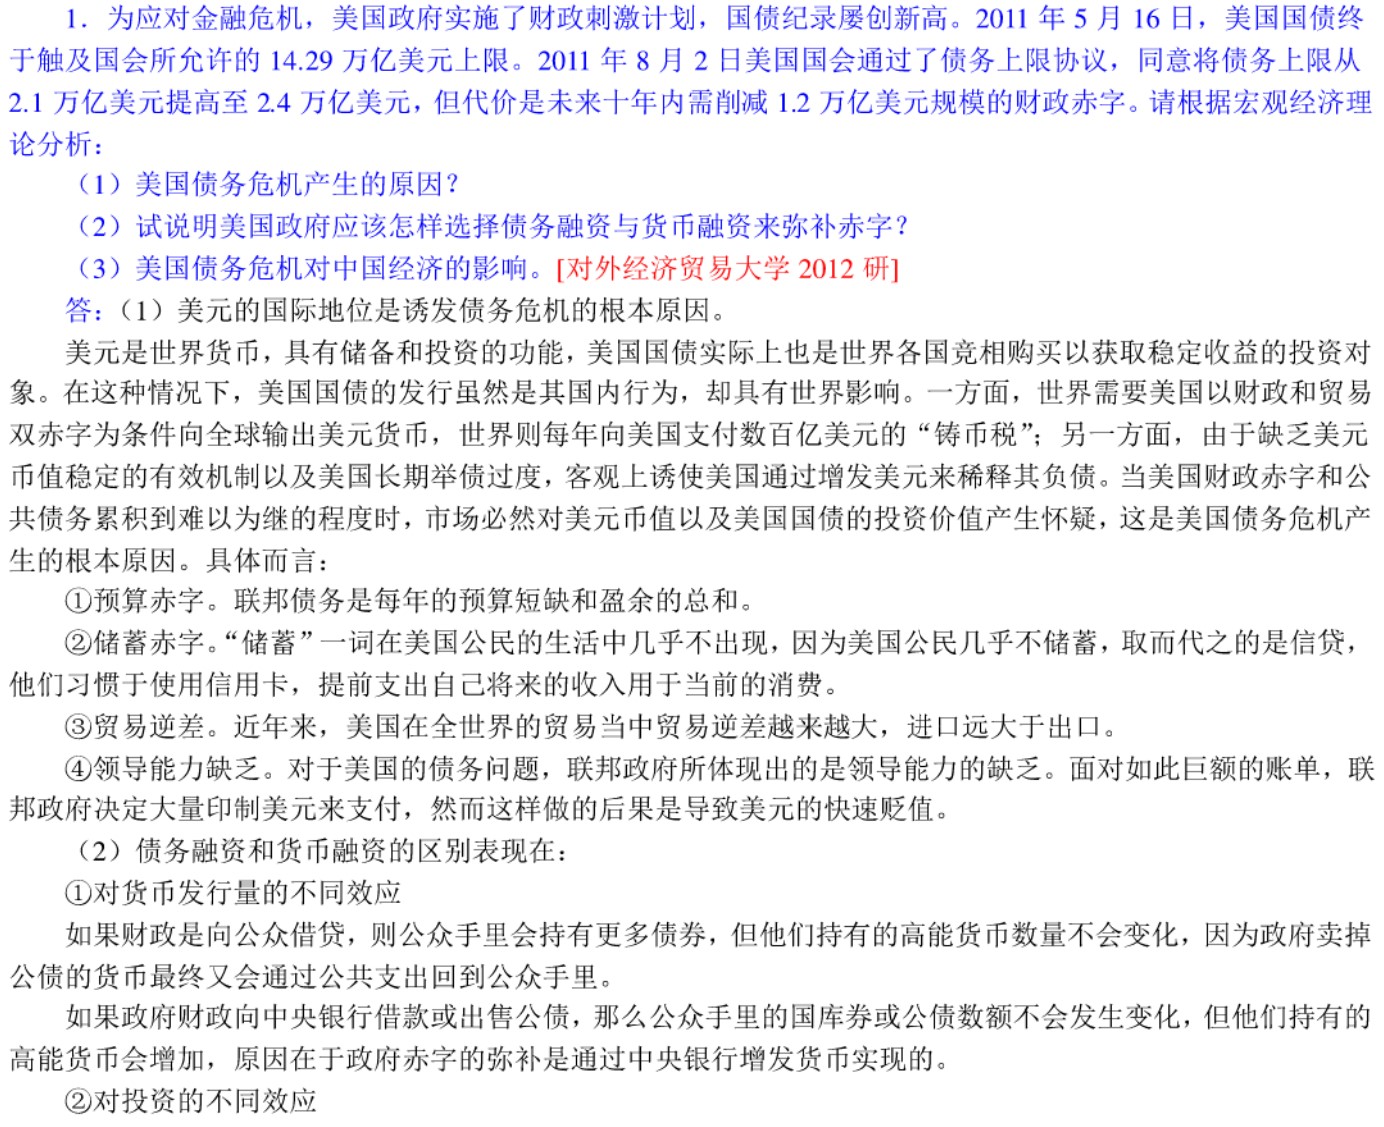 1．为应对金融危机，美国政府实施了财政刺激计划，国债纪录屡创新高。2011 年 5 月 16 日，美国国债终
于触及国会所允许的 14.29 万亿美元上限。2011 年 8 月 2 日美国国会通过了债务上限协议，同意将债务上限从
2.1 万亿美元提高至 2.4 万亿美元，但代价是未来十年内需削减 1.2 万亿美元规模的财政赤字。请根据宏观经济理
论分析：
（1）美国债务危机产生的原因？
（2）试说明美国政府应该怎样选择债务融资与货币融资来弥补赤字？
（3）美国债务危机对中国经济的影响。[对外经济贸易大学 2012 研]
答：（1）美元的国际地位是诱发债务危机的根本原因。
美元是世界货币，具有储备和投资的功能，美国国债实际上也是世界各国竞相购买以获取稳定收益的投资对
象。在这种情况下，美国国债的发行虽然是其国内行为，却具有世界影响。一方面，世界需要美国以财政和贸易
双赤字为条件向全球输出美元货币，世界则每年向美国支付数百亿美元的“铸币税”；另一方面，由于缺乏美元
币值稳定的有效机制以及美国长期举债过度，客观上诱使美国通过增发美元来稀释其负债。当美国财政赤字和公
共债务累积到难以为继的程度时，市场必然对美元币值以及美国国债的投资价值产生怀疑，这是美国债务危机产
生的根本原因。具体而言：
①预算赤字。联邦债务是每年的预算短缺和盈余的总和。
②储蓄赤字。“储蓄”一词在美国公民的生活中几乎不出现，因为美国公民几乎不储蓄，取而代之的是信贷，
他们习惯于使用信用卡，提前支出自己将来的收入用于当前的消费。
③贸易逆差。近年来，美国在全世界的贸易当中贸易逆差越来越大，进口远大于出口。
④领导能力缺乏。对于美国的债务问题，联邦政府所体现出的是领导能力的缺乏。面对如此巨额的账单，联
邦政府决定大量印制美元来支付，然而这样做的后果是导致美元的快速贬值。
（2）债务融资和货币融资的区别表现在：
①对货币发行量的不同效应
如果财政是向公众借贷，则公众手里会持有更多债券，但他们持有的高能货币数量不会变化，因为政府卖掉
公债的货币最终又会通过公共支出回到公众手里。
如果政府财政向中央银行借款或出售公债，那么公众手里的国库券或公债数额不会发生变化，但他们持有的
高能货币会增加，原因在于政府赤字的弥补是通过中央银行增发货币实现的。
②对投资的不同效应